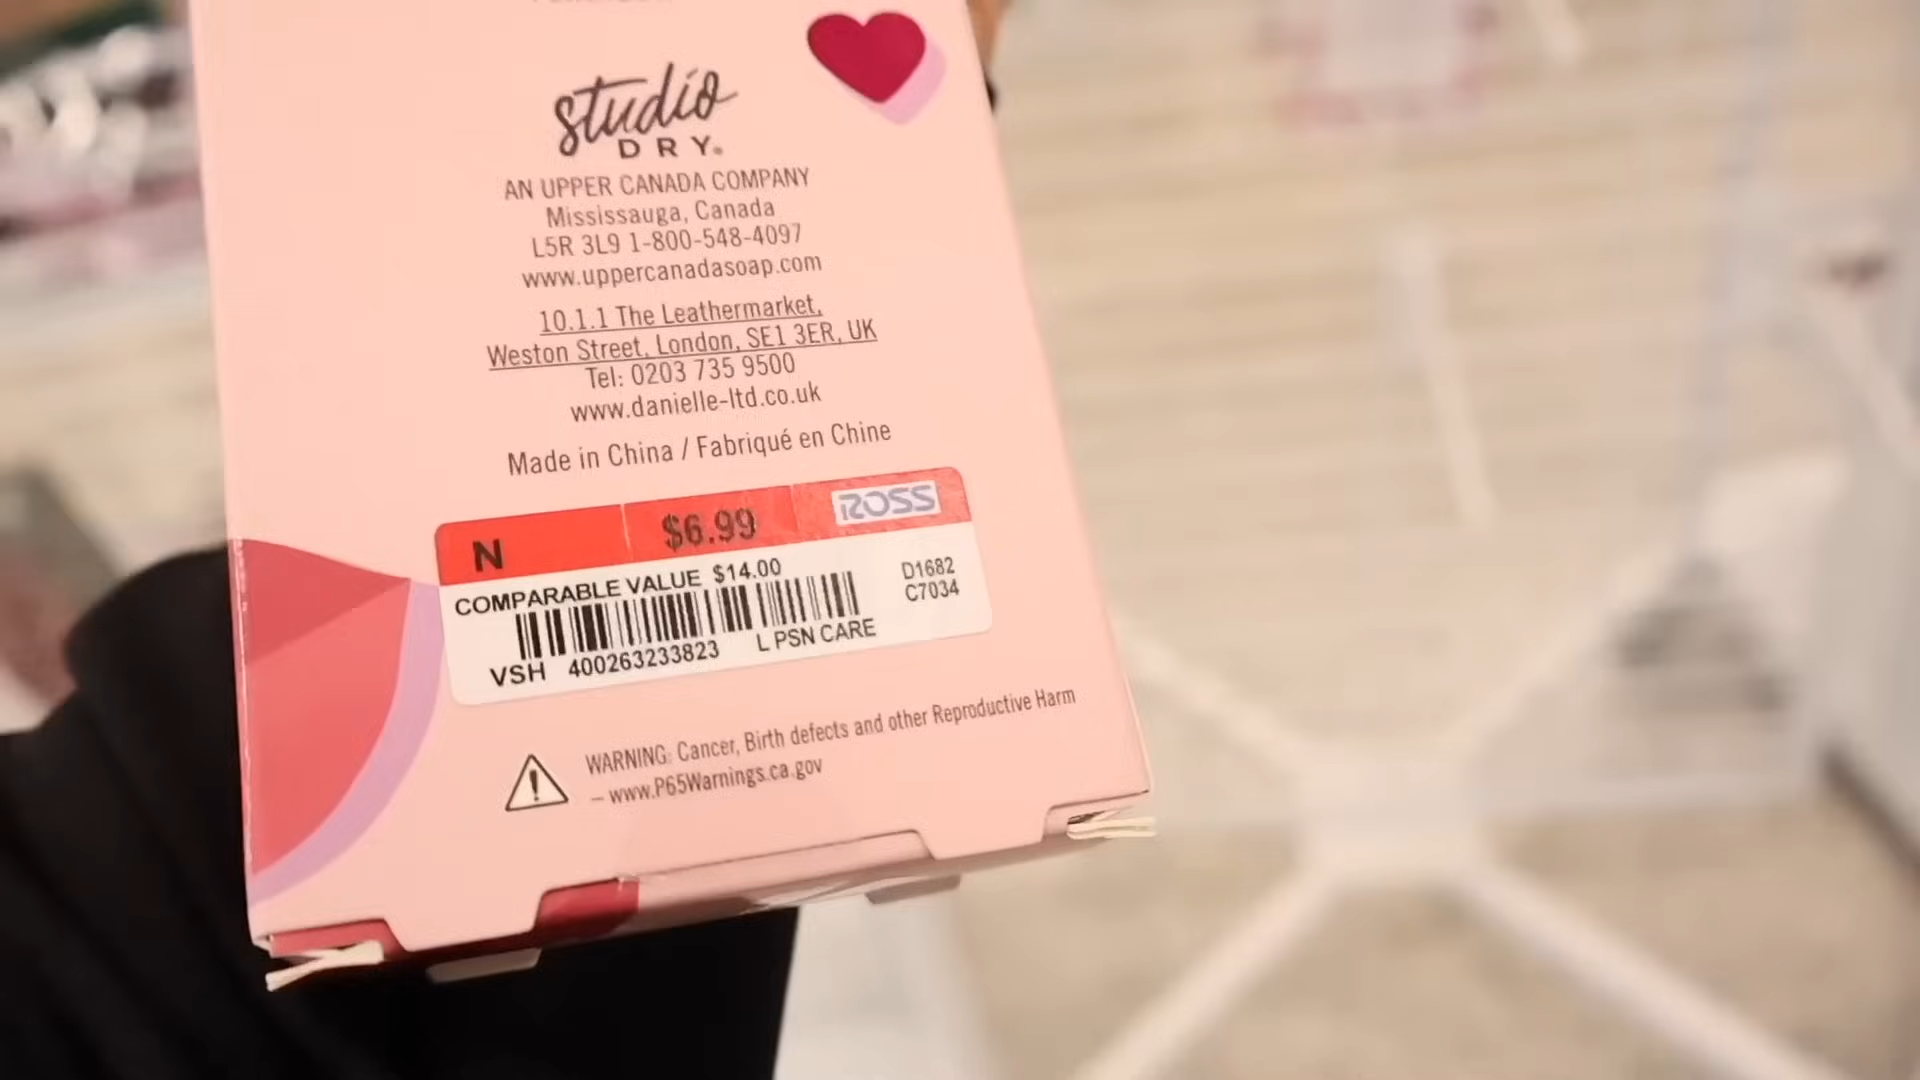 studio
DRY®
AN UPPER CANADA COMPANY
Mississauga, Canada
L5R 3L9 1-800-548-4097
www.uppercanadasoap.com
10.1.1 The Leathermarket,
Weston Street, London, SE1 3ER, UK
Tel: 0203 735 9500
www.danielle-ltd.co.uk
Made in China / Fabriqué en Chine
N $6.99 ROSS
COMPARABLE VALUE $14.00
D1682
C7034
VSH 400263233823 L PSN CARE
WARNING: Cancer, Birth defects and other Reproductive Harm
– www.P65Warnings.ca.gov